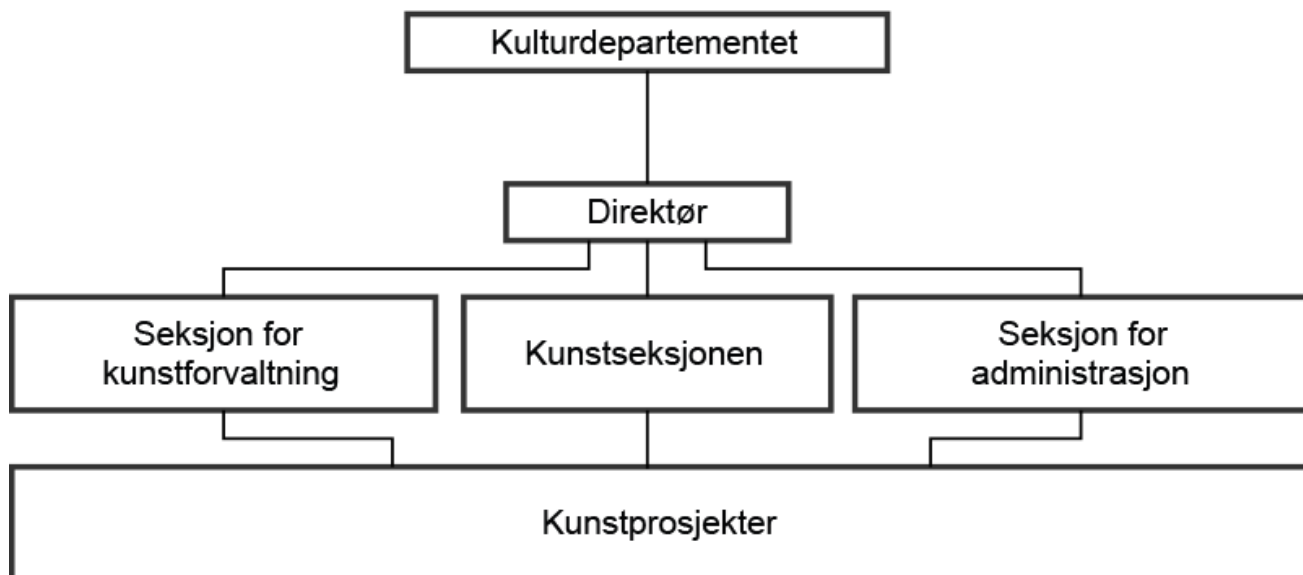 Kulturdepartementet
Direktør
Seksjon for
kunstforvaltning
Kunstseksjonen
Seksjon for
administrasjon
Kunstprosjekter